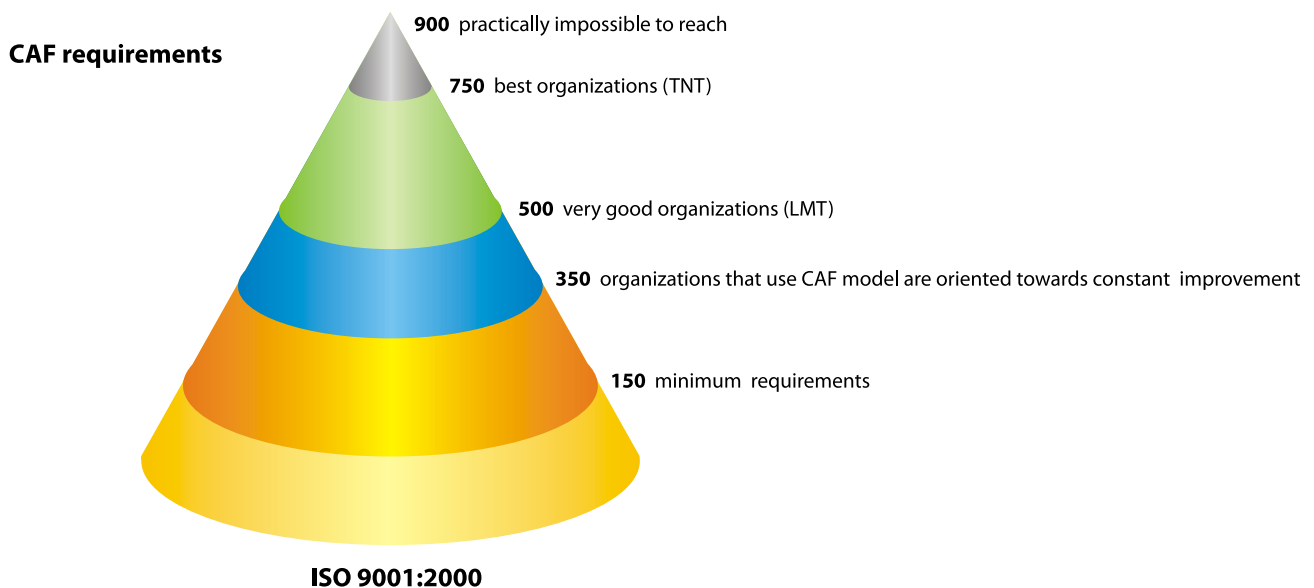 900 practically impossible to reach
CAF requirements
750 best organizations (TNT)
500 very good organizations (LMT)
350 organizations that use CAF model are oriented towards constant improvement
150 minimum requirements
ISO 9001:2000